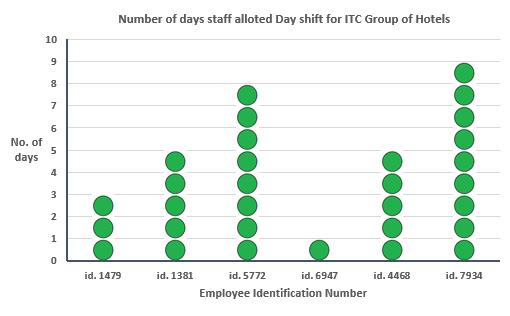 Number of days staff alloted Day shift for ITC Group of Hotels
10
9
8
7
6
5
4
3
2
1
0
No. of
days
id. 1479 id. 1381 id. 5772 id. 6947 id. 4468 id. 7934
Employee Identification Number